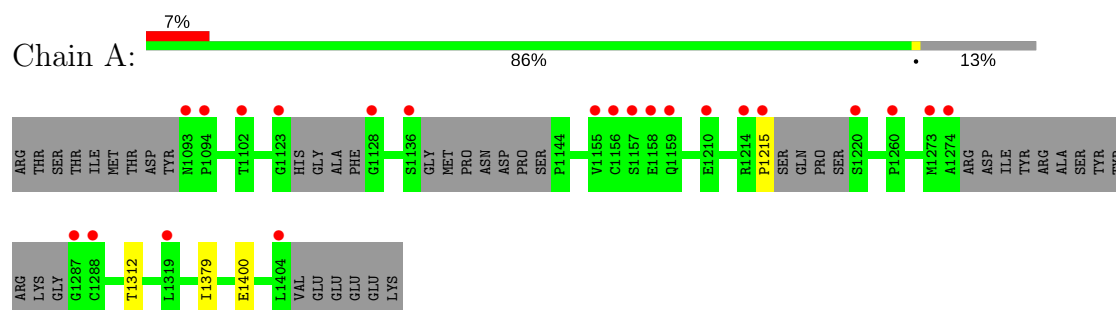 7%
Chain A:
86%
•
13%
ARG THR SER THR ILE MET THR ASP TYR N1093 P1094 T1102 G1123 HIS GLY ALA PHE G1128 S1136 GLY MET PRO ASN ASP PRO SER P1144 V1155 C1156 S1157 E1158 Q1159 E1210 R1214 P1215 SER GLN PRO SER S1220 P1260 M1273 A1274 ARG ASP ILE TYR ARG ALA SER TYR
ARG LYS GLY G1287 C1288 T1312 L1319 I1379 E1400 L1404 VAL GLU GLU GLU GLU LYS